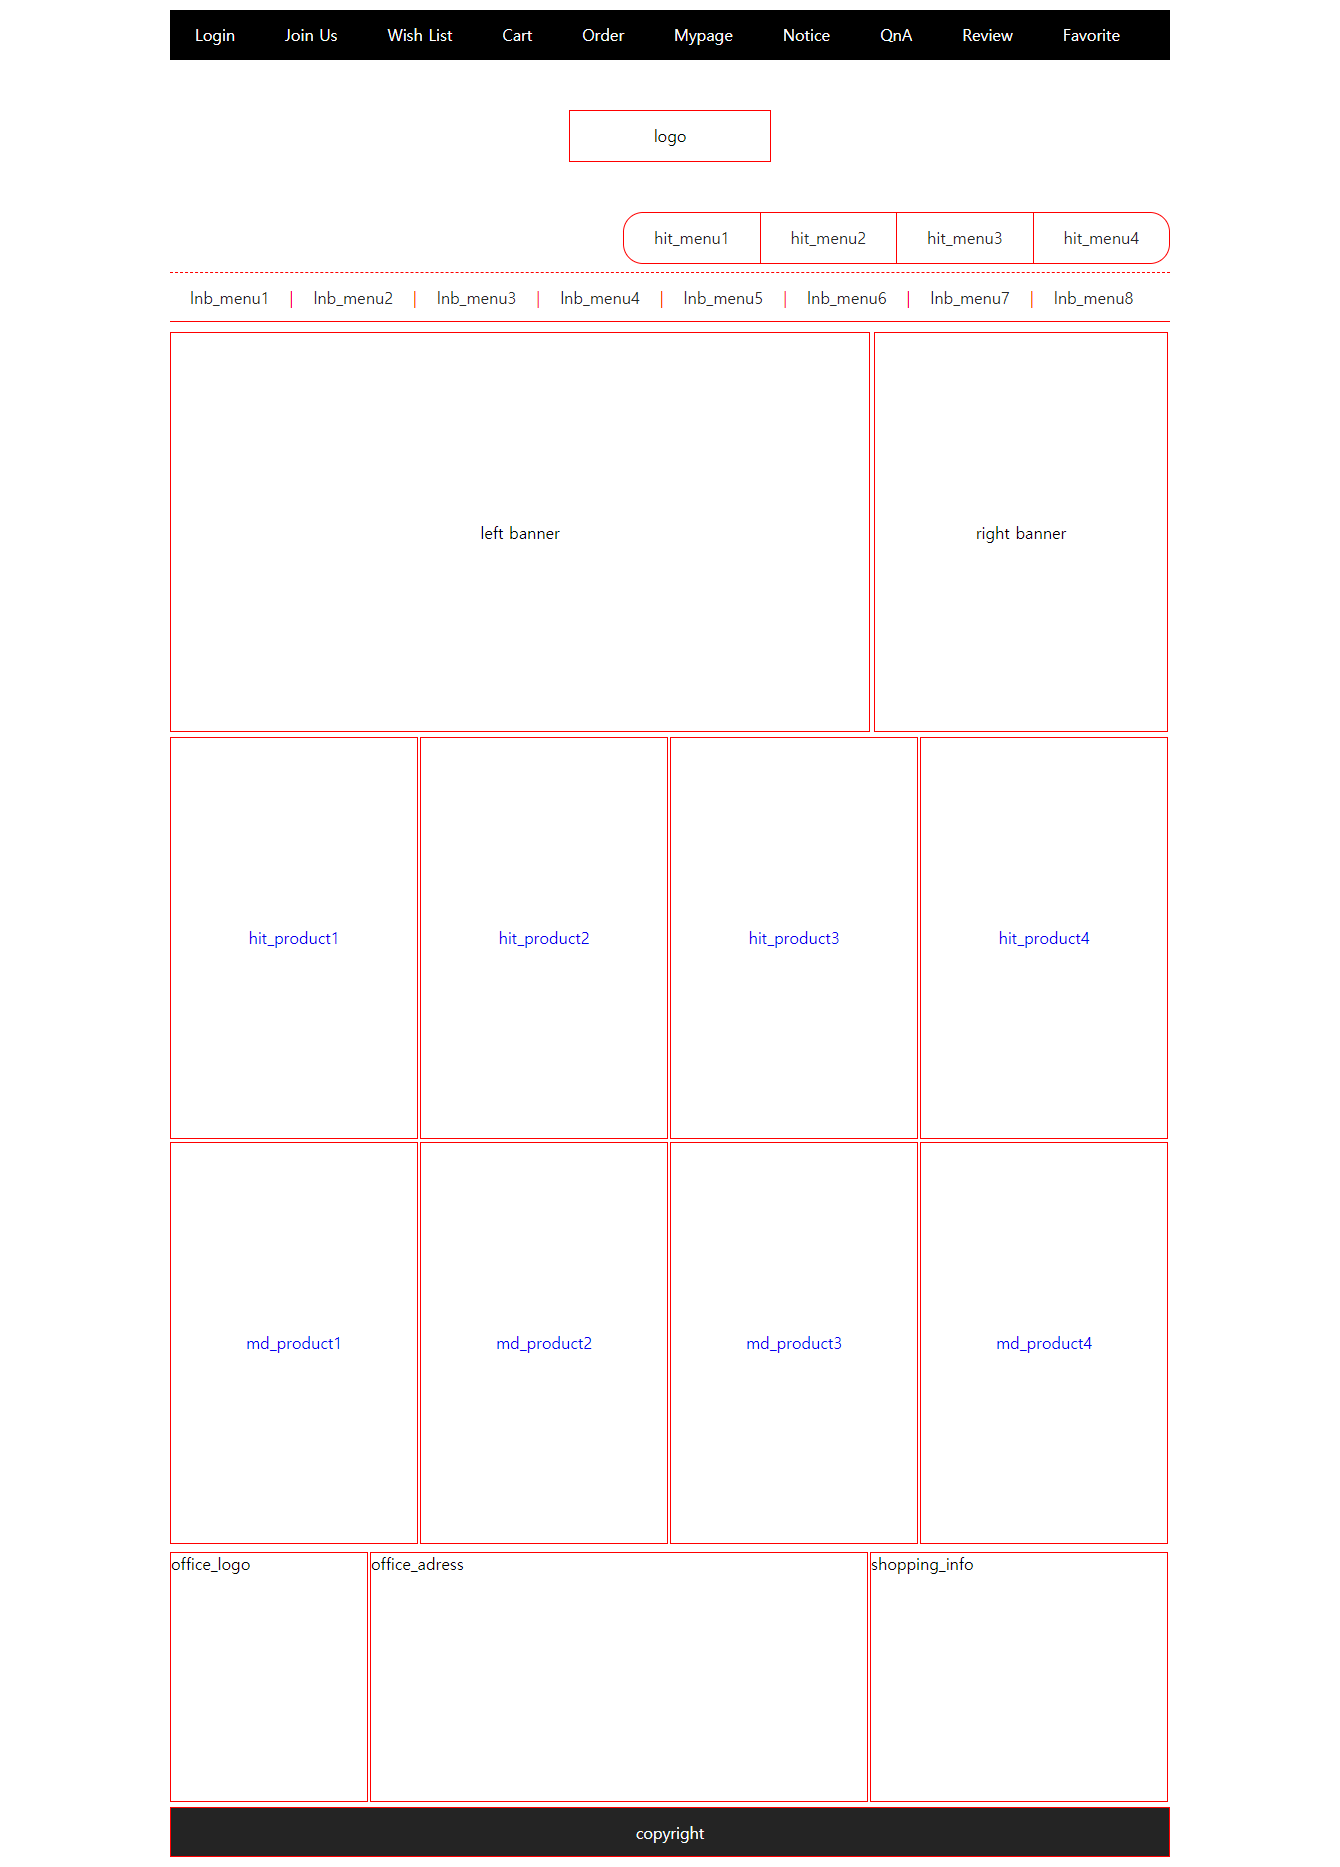 Login Join Us Wish List Cart Order Mypage Notice QnA Review Favorite
logo
hit_menu1 hit_menu2 hit_menu3 hit_menu4
lnb_menu1 | lnb_menu2 | lnb_menu3 | lnb_menu4 | lnb_menu5 | lnb_menu6 | lnb_menu7 | lnb_menu8
left banner right banner
hit_product1 hit_product2 hit_product3 hit_product4
md_product1 md_product2 md_product3 md_product4
office_logo office_adress shopping_info
copyright